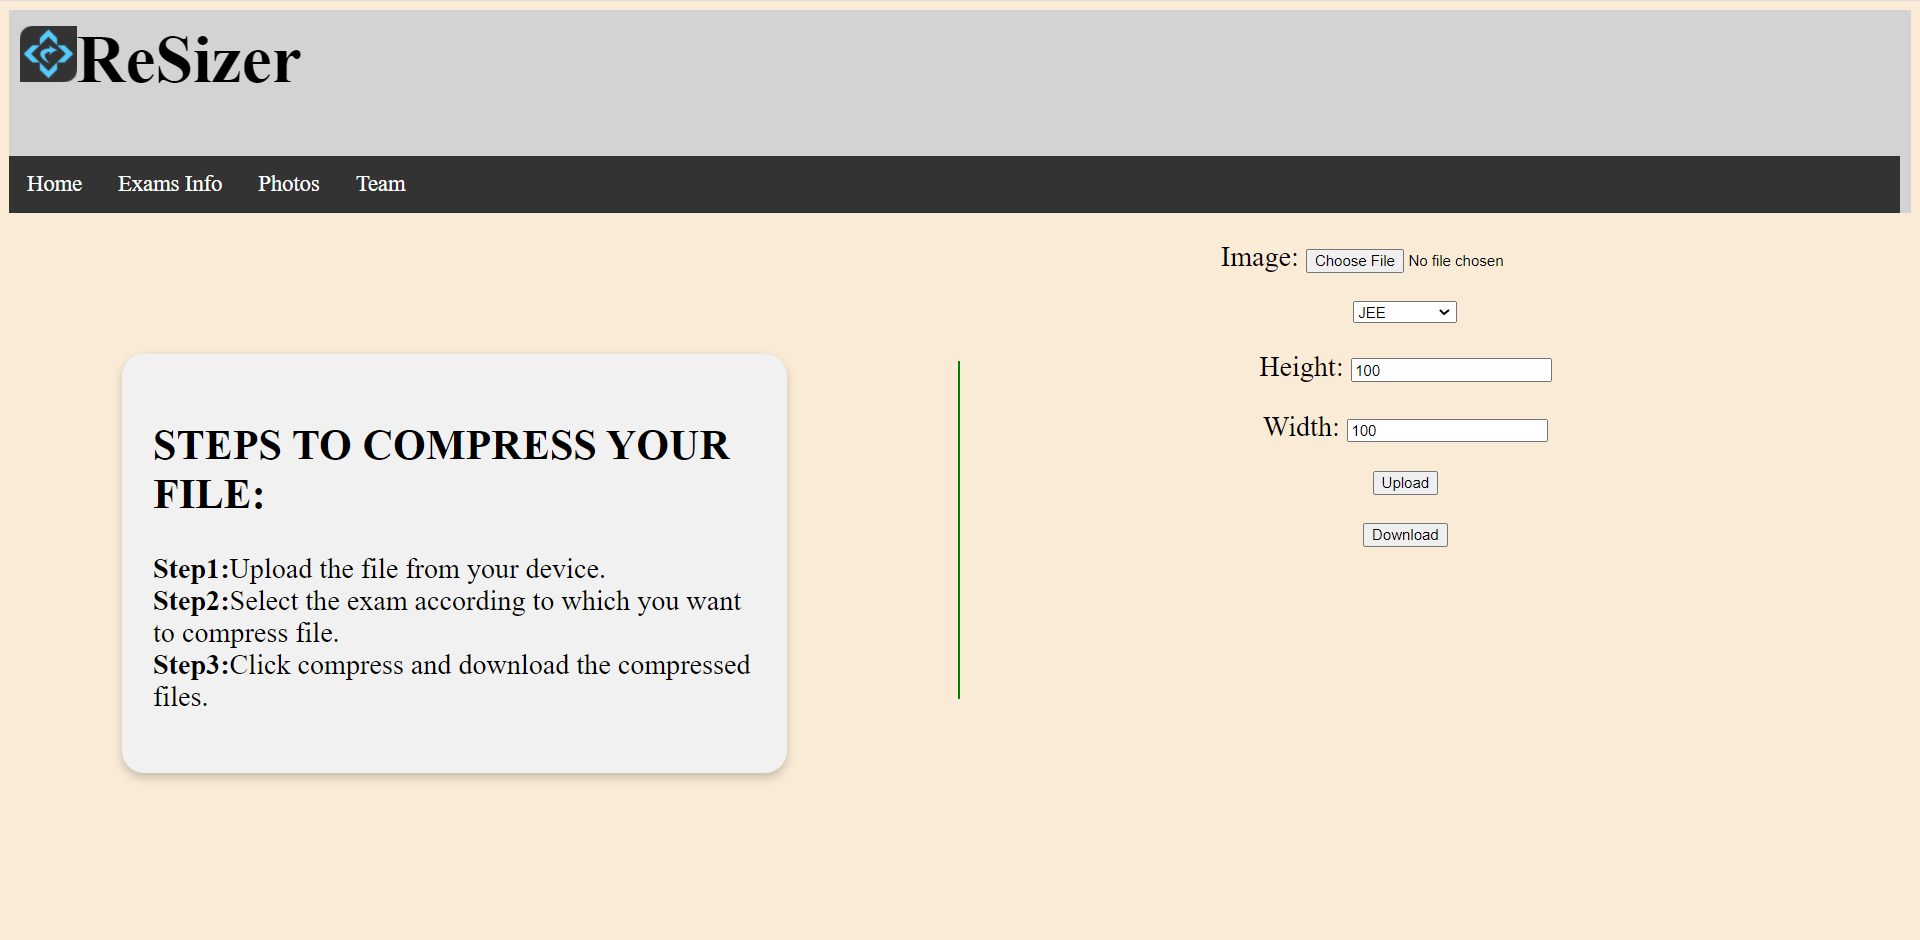 ReSizer
Home Exams Info Photos Team
Image: Choose File No file chosen
JEE
Height: 100
Width: 100
Upload
Download
STEPS TO COMPRESS YOUR
FILE:
Step1:Upload the file from your device.
Step2:Select the exam according to which you want
to compress file.
Step3:Click compress and download the compressed
files.